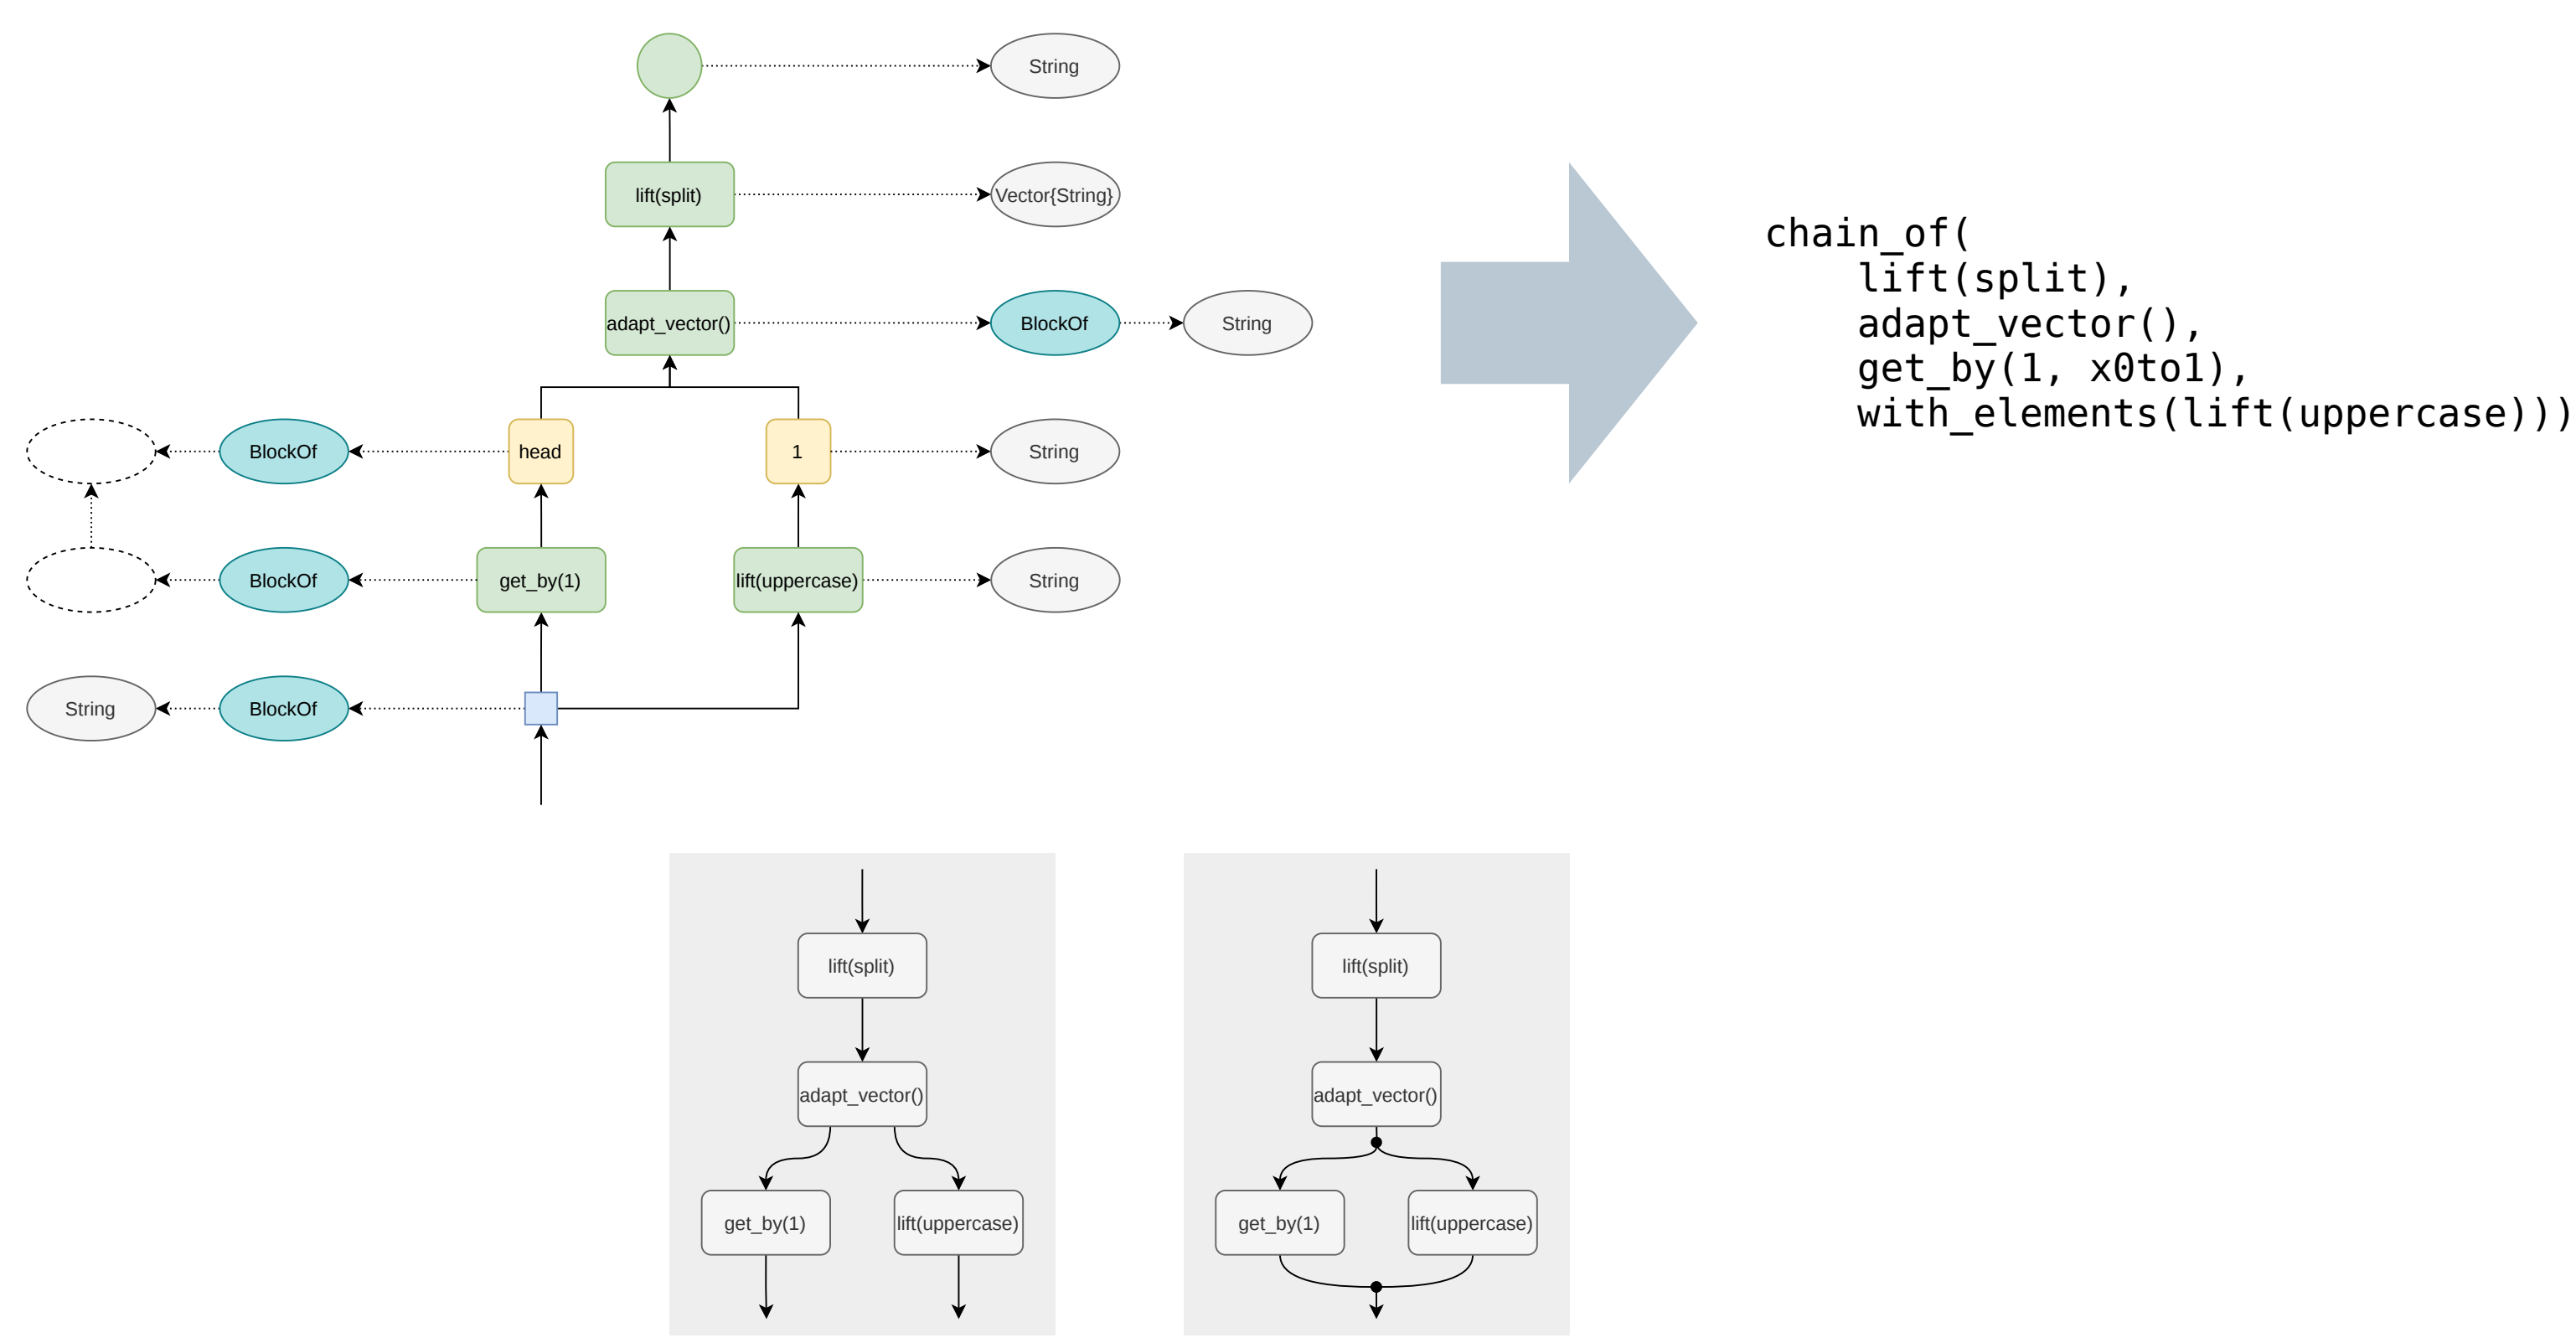 String
lift(split)
Vector{String}
adapt_vector()
BlockOf
String
BlockOf
head
1
String
BlockOf
get_by(1)
lift(uppercase)
String
String
BlockOf
chain_of(
    lift(split),
    adapt_vector(),
    get_by(1, x0to1),
    with_elements(lift(uppercase)))
lift(split)
adapt_vector()
get_by(1)
lift(uppercase)
lift(split)
adapt_vector()
get_by(1)
lift(uppercase)